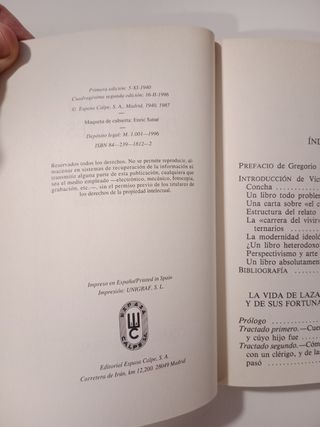 Primera edición: 5-XI-1940
Cuadragésima segunda edición: 16-II-1996
© Espasa Calpe, S. A., Madrid, 1940, 1987
Maqueta de cubierta: Enric Satué
Depósito legal: M. 1.001—1996
ISBN 84—239—1812—2
Reservados todos los derechos. No se permite reproducir, al-
macenar en sistemas de recuperación de la información ni
transmitir alguna parte de esta publicación, cualquiera que
sea el medio empleado —electrónico, mecánico, fotocopia,
grabación, etc.—, sin el permiso previo de los titulares de
los derechos de la propiedad intelectual.
Impreso en España/Printed in Spain
Impresión: UNIGRAF, S. L.
ESPASA
CALPE
Editorial Espasa Calpe, S. A.
Carretera de Irún, km 12,200. 28049 Madrid
ÍNDI
PREFACIO de Gregorio
INTRODUCCIÓN de Víc
Concha
Un libro todo problem
Una carta sobre «el c
Estructura del relato
La «carrera del vivir»
ternarios
La modernidad ideoló
¿Un libro heterodoxo
Perspectivismo y arte
Un libro absolutamen
BIBLIOGRAFÍA
LA VIDA DE LAZA
Y DE SUS FORTUNA
Prólogo
Tractado primero.—Cuen
y cúyo hijo fue
Tractado segundo.—Cóm
con un clérigo, y de las
pasó